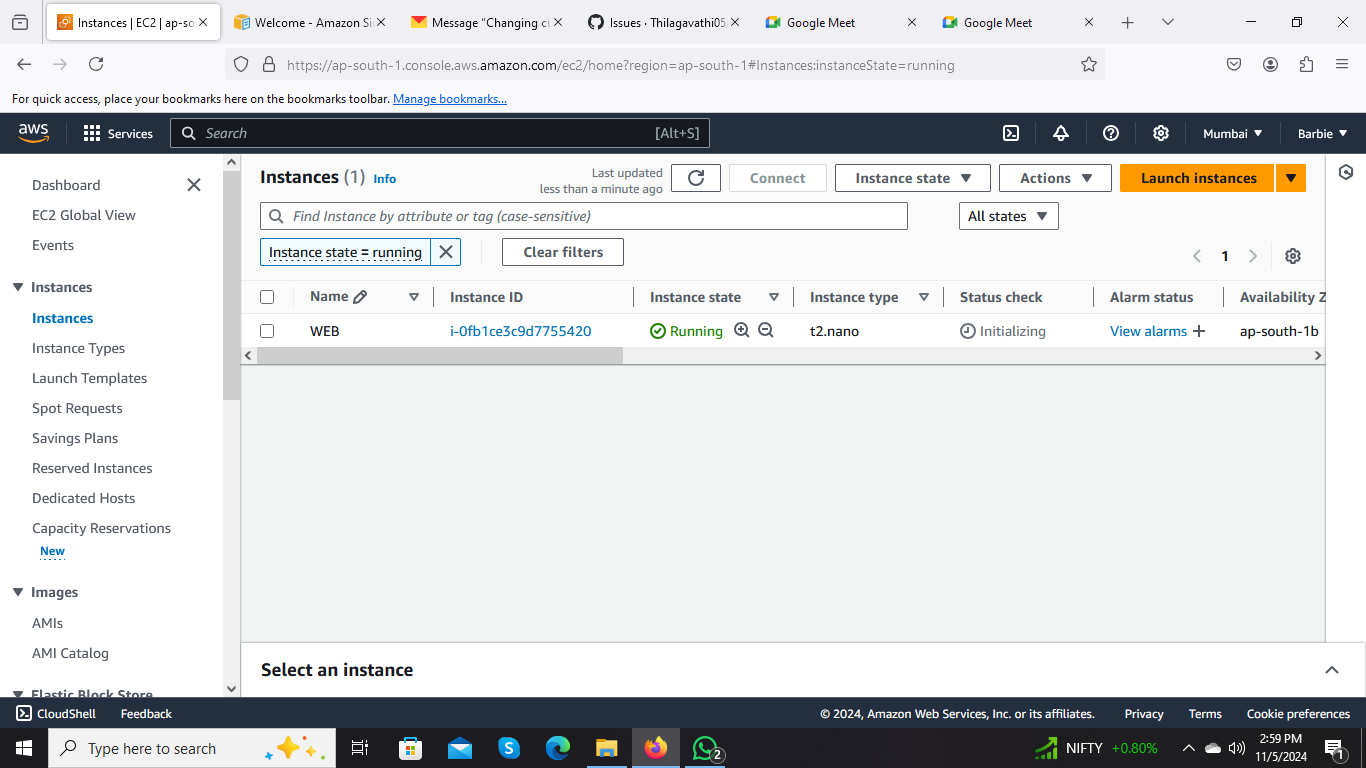 Instances | EC2 | ap-so
Welcome - Amazon Si
Message “Changing cu
Issues · Thilagavathi05
Google Meet
Google Meet
https://ap-south-1.console.aws.amazon.com/ec2/home?region=ap-south-1#Instances:instanceState=running
For quick access, place your bookmarks here on the bookmarks toolbar. Manage bookmarks...
aws
Services
Search
[Alt+S]
Mumbai
Barbie
Dashboard
EC2 Global View
Events
Instances
Instances
Instance Types
Launch Templates
Spot Requests
Savings Plans
Reserved Instances
Dedicated Hosts
Capacity Reservations
New
Images
AMIs
AMI Catalog
Elastic Block Store
Instances (1) Info
Last updated
less than a minute ago
Connect
Instance state
Actions
Launch instances
Find Instance by attribute or tag (case-sensitive)
All states
Instance state = running
Clear filters
1
Name
Instance ID
Instance state
Instance type
Status check
Alarm status
Availability Z
WEB
i-0fb1ce3c9d7755420
Running
t2.nano
Initializing
View alarms
ap-south-1b
Select an instance
CloudShell
Feedback
© 2024, Amazon Web Services, Inc. or its affiliates.
Privacy
Terms
Cookie preferences
Type here to search
2
NIFTY +0.80%
2:59 PM
11/5/2024
1